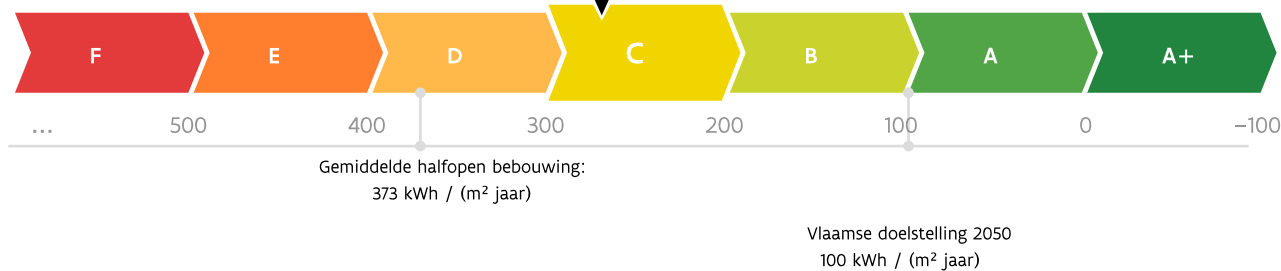 F E D C B A A+
... 500 400 300 200 100 0 –100
Gemiddelde halfopen bebouwing:
373 kWh / (m² jaar)
Vlaamse doelstelling 2050
100 kWh / (m² jaar)